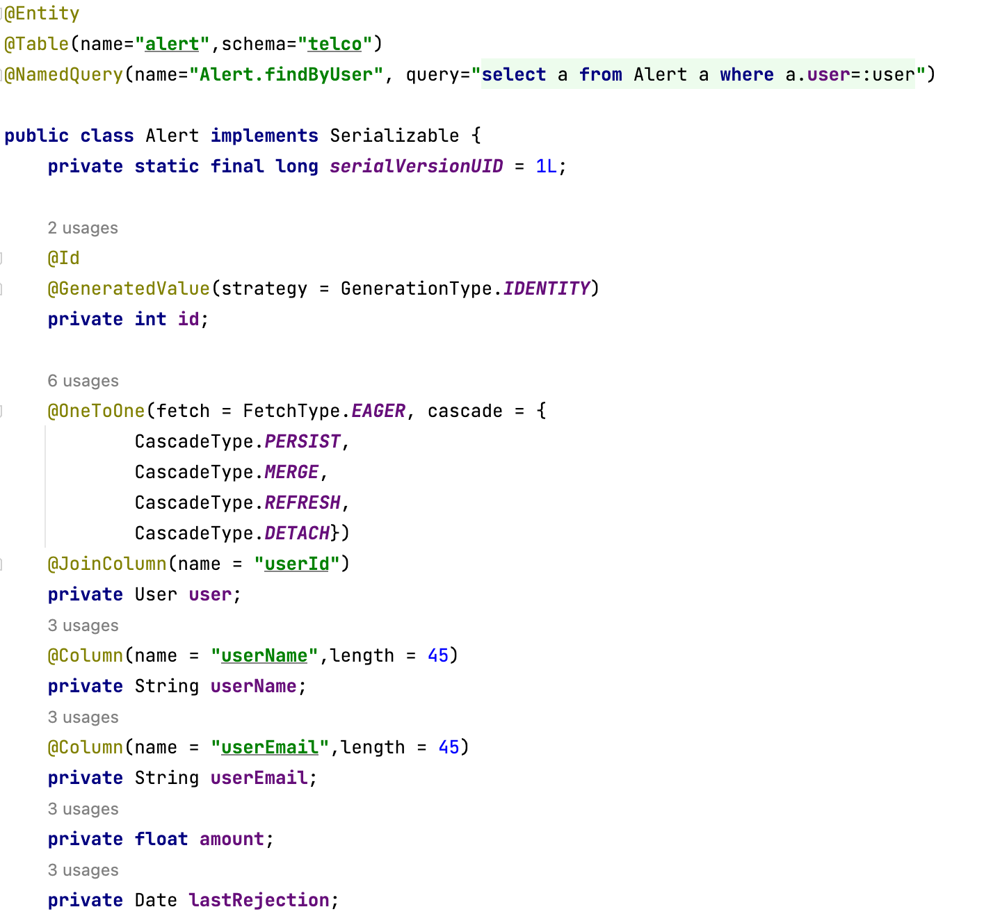 @Entity
@Table(name="alert",schema="telco")
@NamedQuery(name="Alert.findByUser", query="select a from Alert a where a.user=:user")
public class Alert implements Serializable {
    private static final long serialVersionUID = 1L;
    2 usages
    @Id
    @GeneratedValue(strategy = GenerationType.IDENTITY)
    private int id;
    6 usages
    @OneToOne(fetch = FetchType.EAGER, cascade = {
            CascadeType.PERSIST,
            CascadeType.MERGE,
            CascadeType.REFRESH,
            CascadeType.DETACH})
    @JoinColumn(name = "userId")
    private User user;
    3 usages
    @Column(name = "userName",length = 45)
    private String userName;
    3 usages
    @Column(name = "userEmail",length = 45)
    private String userEmail;
    3 usages
    private float amount;
    3 usages
    private Date lastRejection;